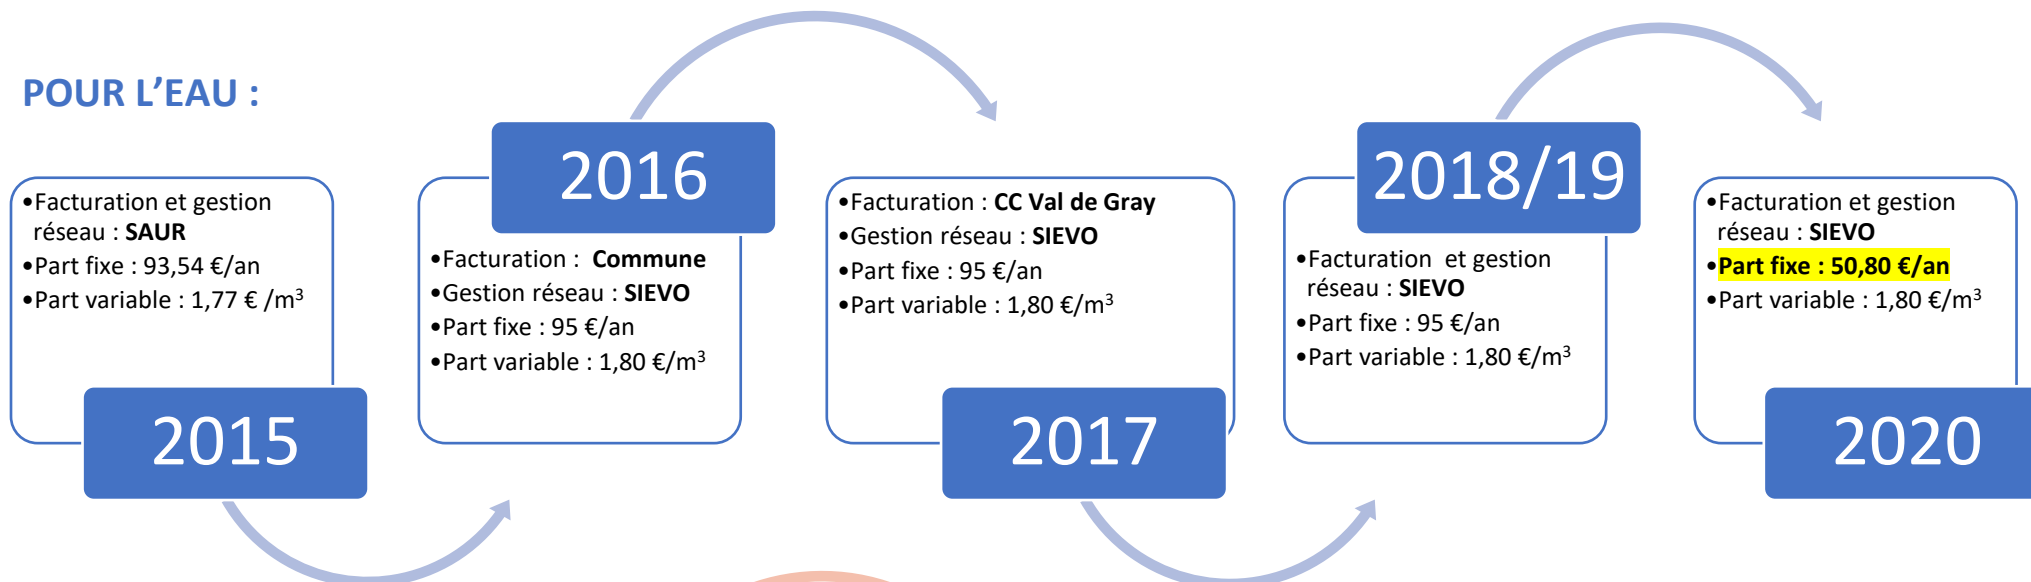 POUR L'EAU :
•Facturation et gestion
réseau : SAUR
•Part fixe : 93,54 €/an
•Part variable : 1,77 € /m³
2015
2016
•Facturation :  Commune
•Gestion réseau : SIEVO
•Part fixe : 95 €/an
•Part variable : 1,80 €/m³
•Facturation : CC Val de Gray
•Gestion réseau : SIEVO
•Part fixe : 95 €/an
•Part variable : 1,80 €/m³
2017
2018/19
•Facturation  et gestion
réseau : SIEVO
•Part fixe : 95 €/an
•Part variable : 1,80 €/m³
•Facturation et gestion
réseau : SIEVO
•Part fixe : 50,80 €/an
•Part variable : 1,80 €/m³
2020